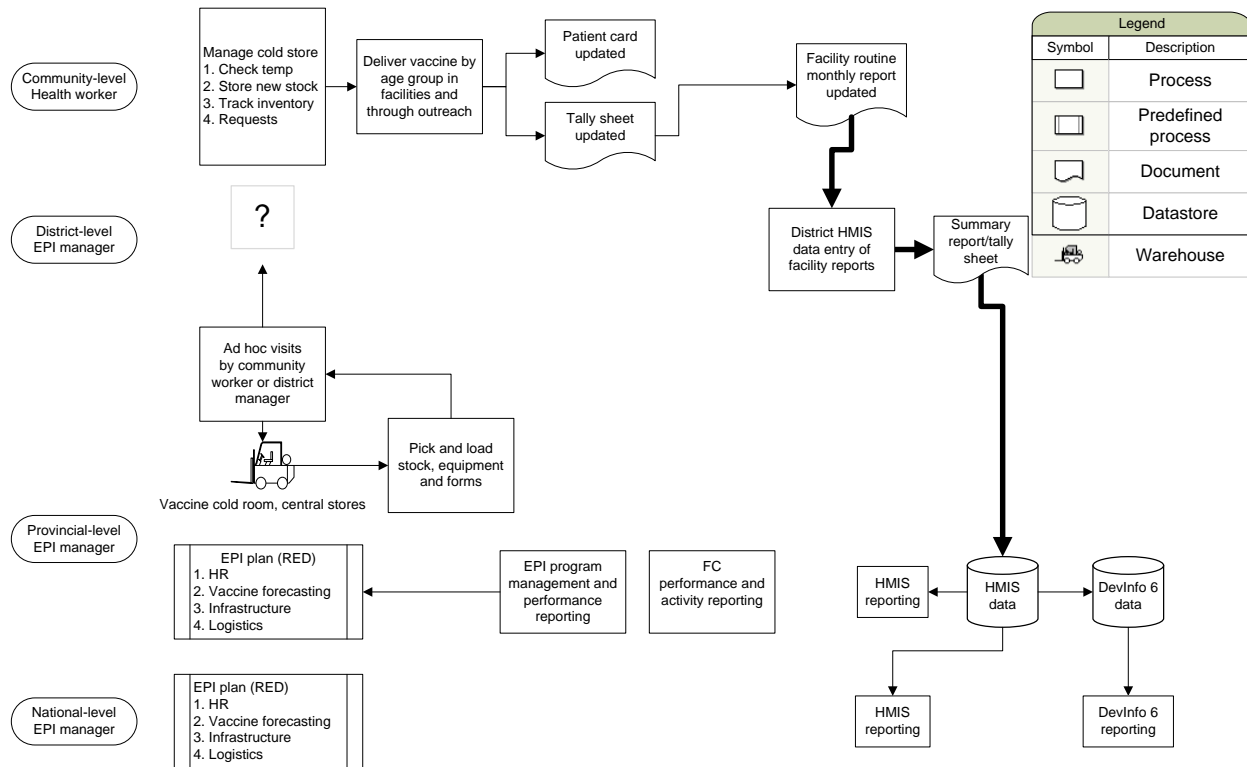 Community-level
Health worker
Manage cold store
1. Check temp
2. Store new stock
3. Track inventory
4. Requests
Deliver vaccine by
age group in
facilities and
through outreach
Patient card
updated
Tally sheet
updated
Facility routine
monthly report
updated
Legend
Symbol Description
Process
Predefined
process
Document
Datastore
Warehouse
District-level
EPI manager
?
District HMIS
data entry of
facility reports
Summary
report/tally
sheet
Ad hoc visits
by community
worker or district
manager
Pick and load
stock, equipment
and forms
Vaccine cold room, central stores
Provincial-level
EPI manager
EPI plan (RED)
1. HR
2. Vaccine forecasting
3. Infrastructure
4. Logistics
EPI program
management and
performance
reporting
FC
performance and
activity reporting
HMIS
reporting
HMIS
data
DevInfo 6
data
National-level
EPI manager
EPI plan (RED)
1. HR
2. Vaccine forecasting
3. Infrastructure
4. Logistics
HMIS
reporting
DevInfo 6
reporting